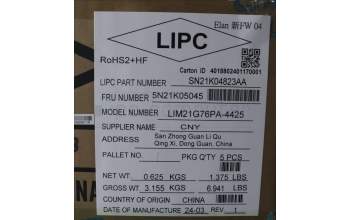 Elan 新FW 04
LIPC
RoHS2+HF
Carton ID 4018802401170001
LIPC PART NUMBER SN21K04823AA
FRU NUMBER 5N21K05045
MODEL NUMBER LIM21G76PA-4425
SUPPLIER NAME CNY
ADDRESS San Zhong Guan Li Qu
Qing Xi, Dong Guan, China
PALLET NO. PKG QTY 5 PCS
NET WT. 0.625 KGS 1.375 LBS
GROSS WT. 3.155 KGS 6.941 LBS
COUNTRY OF ORIGIN CHINA
DATE OF MANUFACTURE 24-03 REV 1